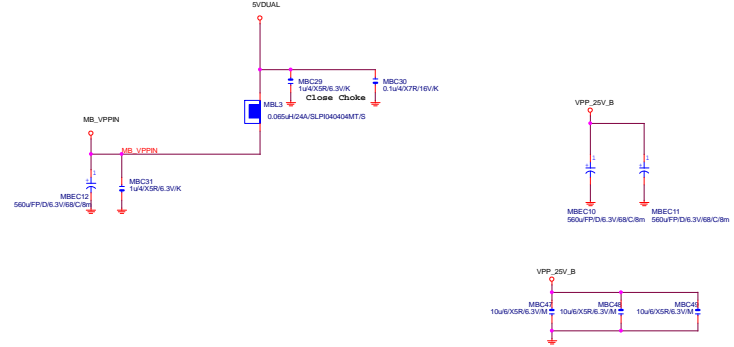 5VDUAL
MBC29
1u/4/X5R/6.3V/K
MBC30
0.1u/4/X7R/16V/K
Close Choke
MBL3
0.065uH/24A/SLPI040404MT/S
MB_VPPIN
MB_VPPIN
1
+
MBEC12
560u/FP/D/6.3V/68/C/8m
MBC31
1u/4/X5R/6.3V/K
VPP_25V_B
1
+
MBEC10
560u/FP/D/6.3V/68/C/8m
1
+
MBEC11
560u/FP/D/6.3V/68/C/8m
VPP_25V_B
MBC47
10u/6/X5R/6.3V/M
MBC48
10u/6/X5R/6.3V/M
MBC49
10u/6/X5R/6.3V/M